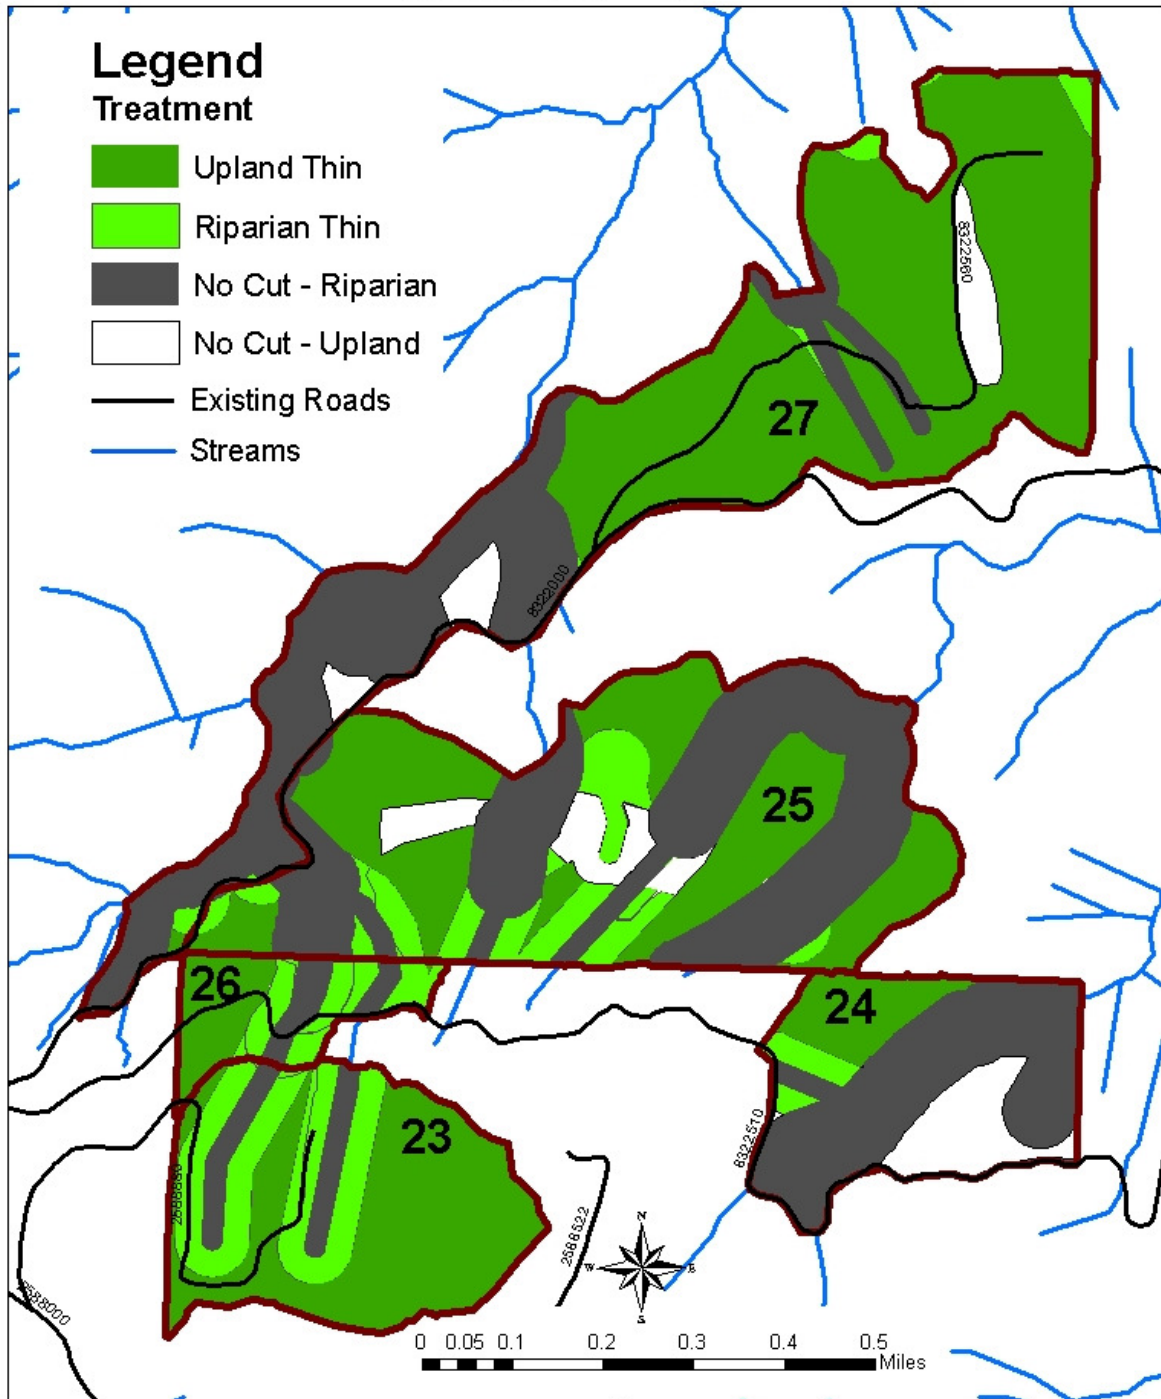 Legend
Treatment
Upland Thin
Riparian Thin
No Cut - Riparian
No Cut - Upland
Existing Roads
Streams
8322560
27
8322000
25
26
24
23
8322510
2588522
2588000
N
W E
S
0 0.05 0.1 0.2 0.3 0.4 0.5
Miles